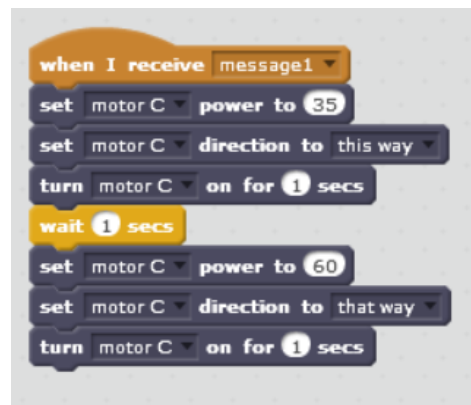 when I receive message1
set motor C power to 35
set motor C direction to this way
turn motor C on for 1 secs
wait 1 secs
set motor C power to 60
set motor C direction to that way
turn motor C on for 1 secs